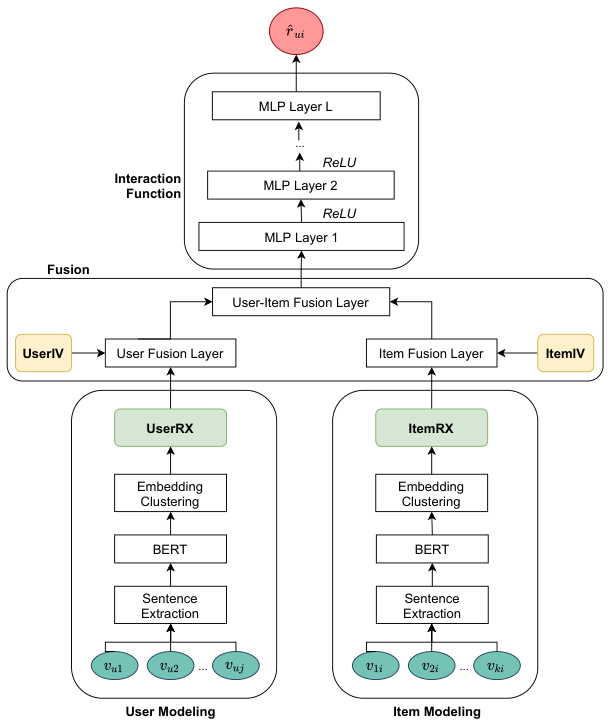 r̂ui
MLP Layer L
...
ReLU
MLP Layer 2
Interaction
Function
ReLU
MLP Layer 1
Fusion
User-Item Fusion Layer
UserIV
User Fusion Layer
Item Fusion Layer
ItemIV
UserRX
ItemRX
Embedding
Clustering
Embedding
Clustering
BERT
BERT
Sentence
Extraction
Sentence
Extraction
vu1 vu2 ... vuj
v1i v2i ... vki
User Modeling
Item Modeling